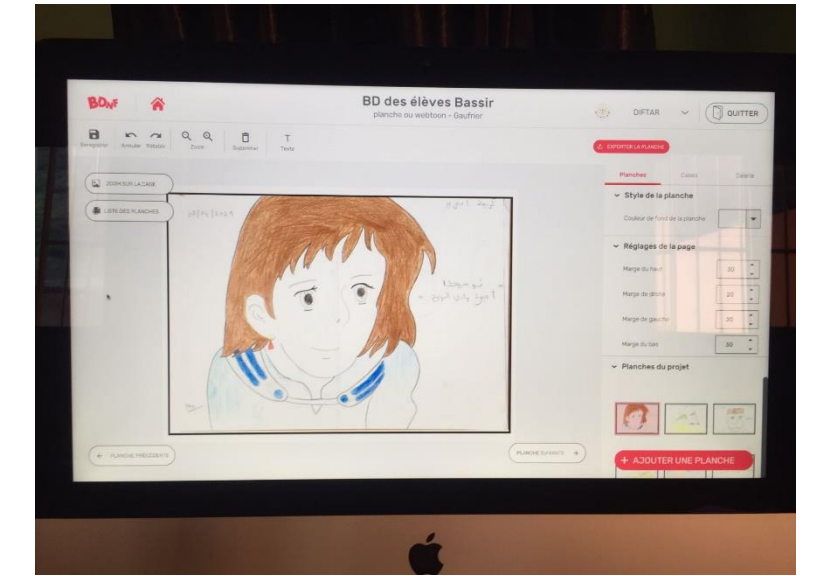 BDnF
BD des élèves Bassir
planche ou webtoon - Gaufrier
DIFTAR
QUITTER
Enregistrer
Annuler
Rétablir
Zoom
Supprimer
Texte
EXPORTER LA PLANCHE
ZOOM SUR LA CASE
LISTE DES PLANCHES
Planches
Cases
Galerie
Style de la planche
Couleur de fond de la planche
Réglages de la page
Marge du haut
30
Marge de droite
20
Marge de gauche
20
Marge du bas
30
Planches du projet
PLANCHE PRÉCÉDENTE
PLANCHE SUIVANTE
+ AJOUTER UNE PLANCHE